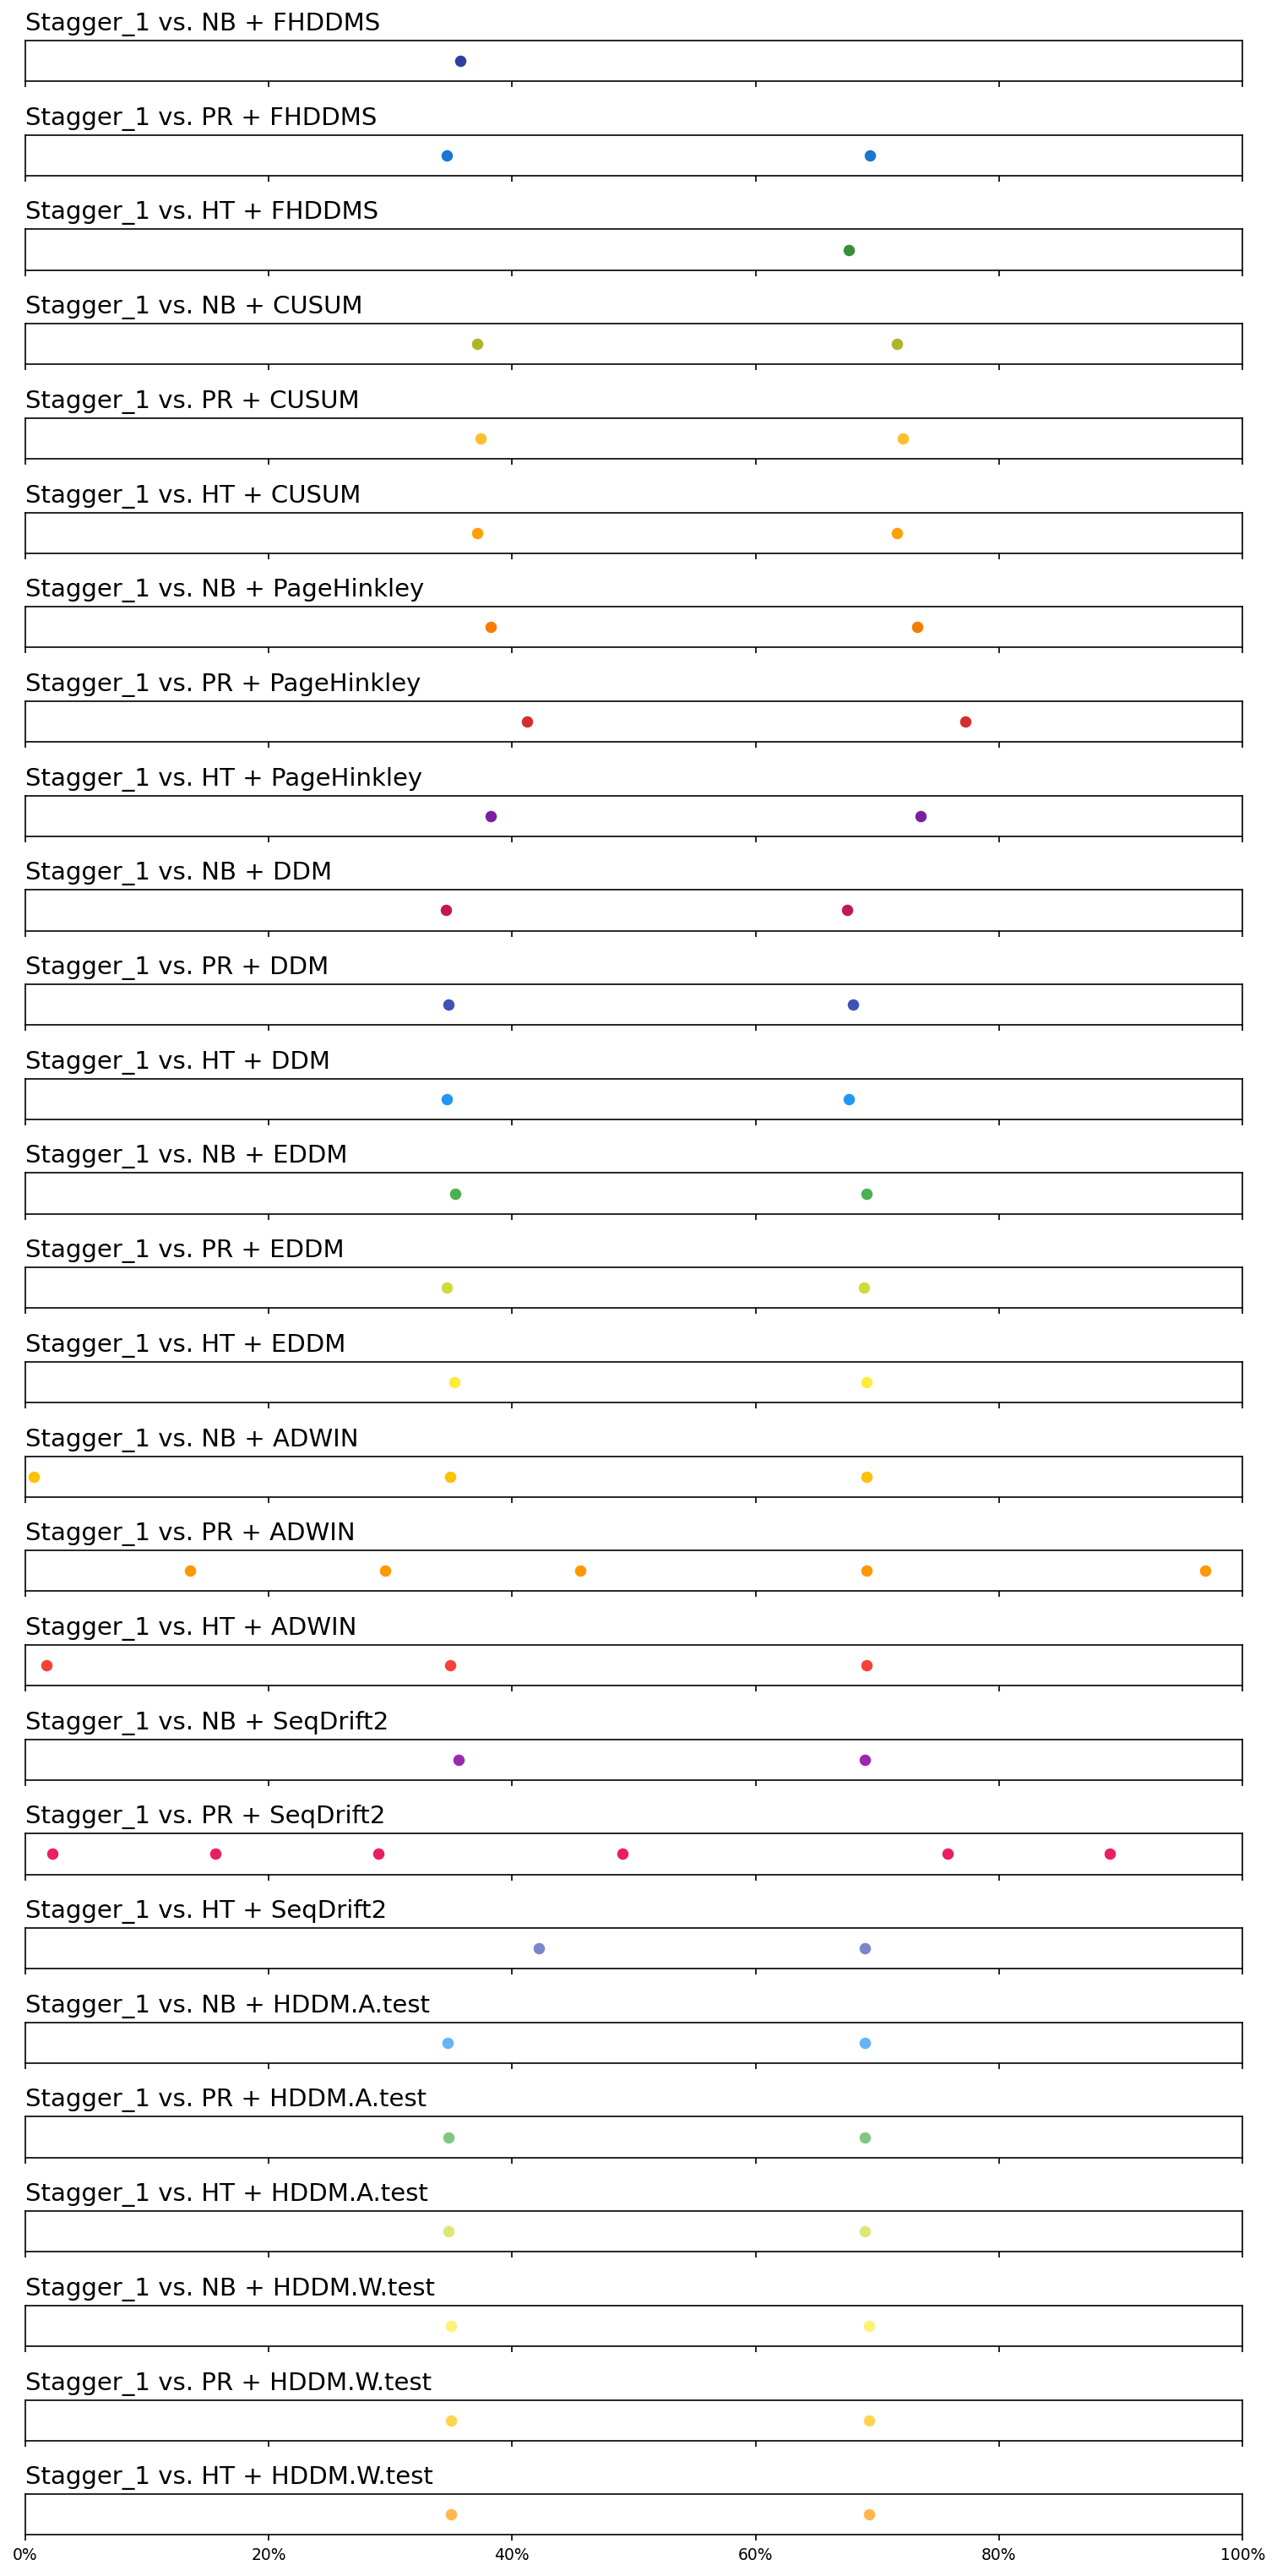 Stagger_1 vs. NB + FHDDMS
Stagger_1 vs. PR + FHDDMS
Stagger_1 vs. HT + FHDDMS
Stagger_1 vs. NB + CUSUM
Stagger_1 vs. PR + CUSUM
Stagger_1 vs. HT + CUSUM
Stagger_1 vs. NB + PageHinkley
Stagger_1 vs. PR + PageHinkley
Stagger_1 vs. HT + PageHinkley
Stagger_1 vs. NB + DDM
Stagger_1 vs. PR + DDM
Stagger_1 vs. HT + DDM
Stagger_1 vs. NB + EDDM
Stagger_1 vs. PR + EDDM
Stagger_1 vs. HT + EDDM
Stagger_1 vs. NB + ADWIN
Stagger_1 vs. PR + ADWIN
Stagger_1 vs. HT + ADWIN
Stagger_1 vs. NB + SeqDrift2
Stagger_1 vs. PR + SeqDrift2
Stagger_1 vs. HT + SeqDrift2
Stagger_1 vs. NB + HDDM.A.test
Stagger_1 vs. PR + HDDM.A.test
Stagger_1 vs. HT + HDDM.A.test
Stagger_1 vs. NB + HDDM.W.test
Stagger_1 vs. PR + HDDM.W.test
Stagger_1 vs. HT + HDDM.W.test
0% 20% 40% 60% 80% 100%